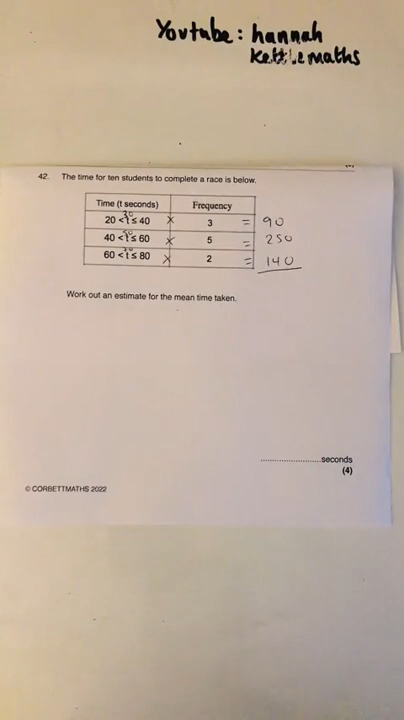 Youtube: hannah
kettlemaths
42. The time for ten students to complete a race is below.
Time (t seconds) Frequency
30
20 < t ≤ 40 × 3 = 90
50
40 < t ≤ 60 × 5 = 250
70
60 < t ≤ 80 × 2 = 140
Work out an estimate for the mean time taken.
...........................seconds
(4)
© CORBETTMATHS 2022